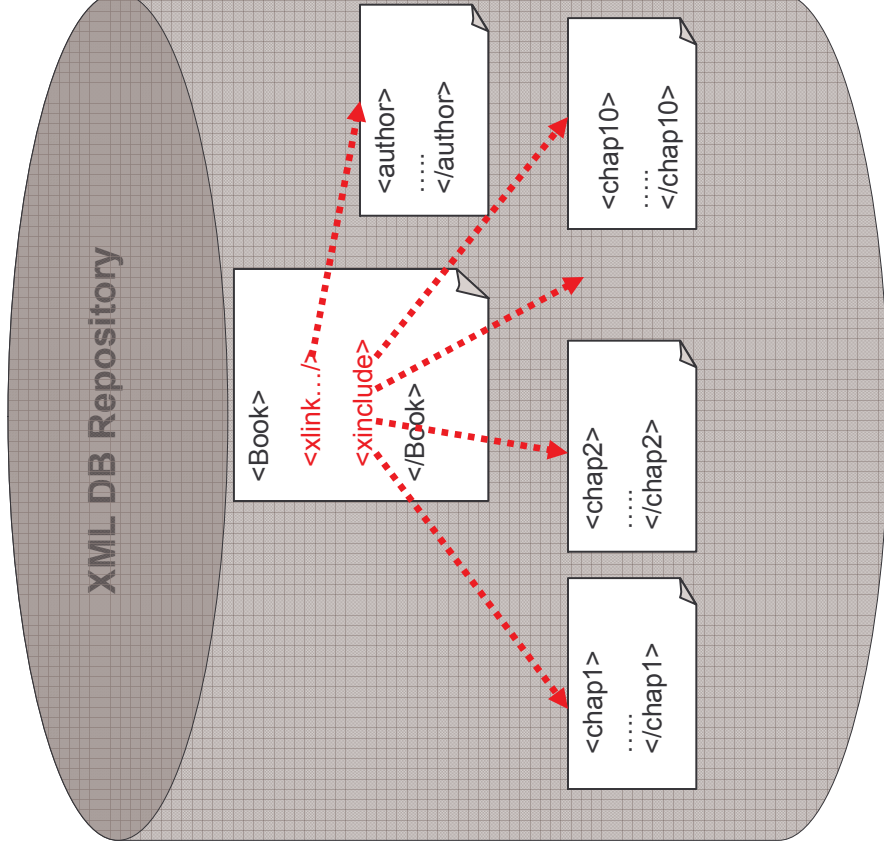 XML DB Repository
<Book>
<xlink…/>
<xinclude>
</Book>
<author>
…..
</author>
<chap1>
…..
</chap1>
<chap2>
…..
</chap2>
<chap10>
…..
</chap10>